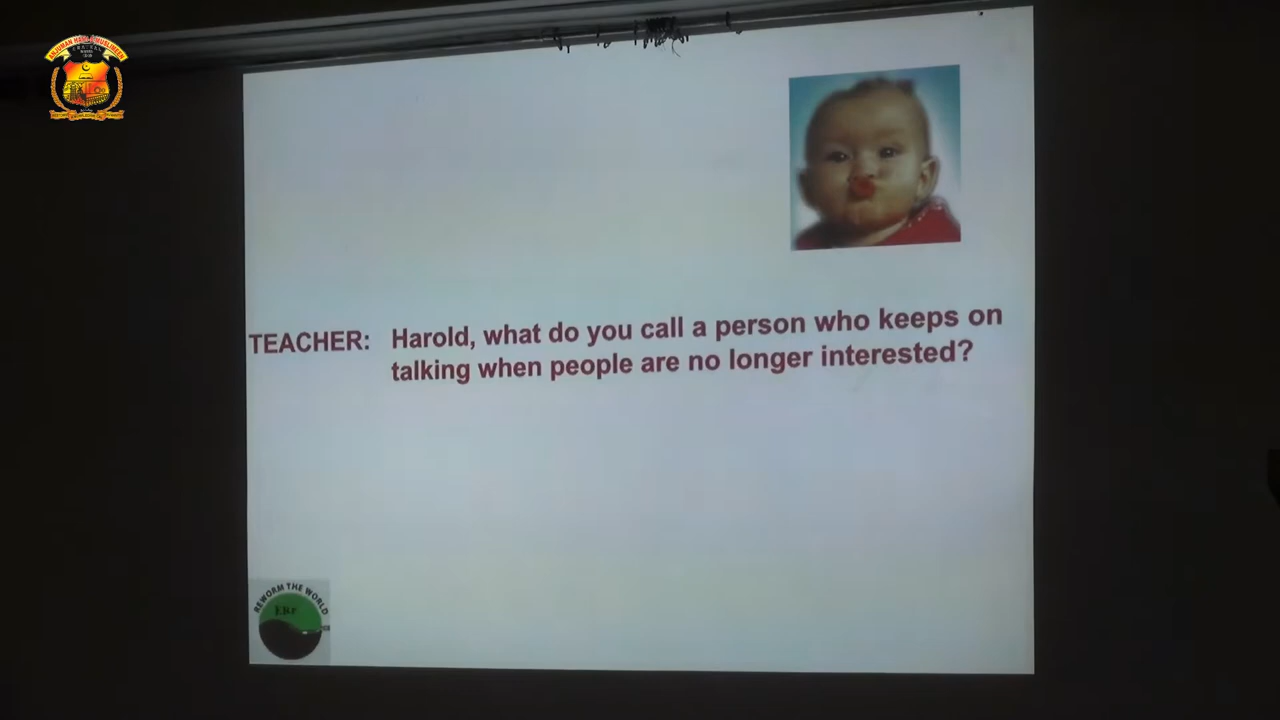 TEACHER: Harold, what do you call a person who keeps on
talking when people are no longer interested?
REWORM THE WORLD